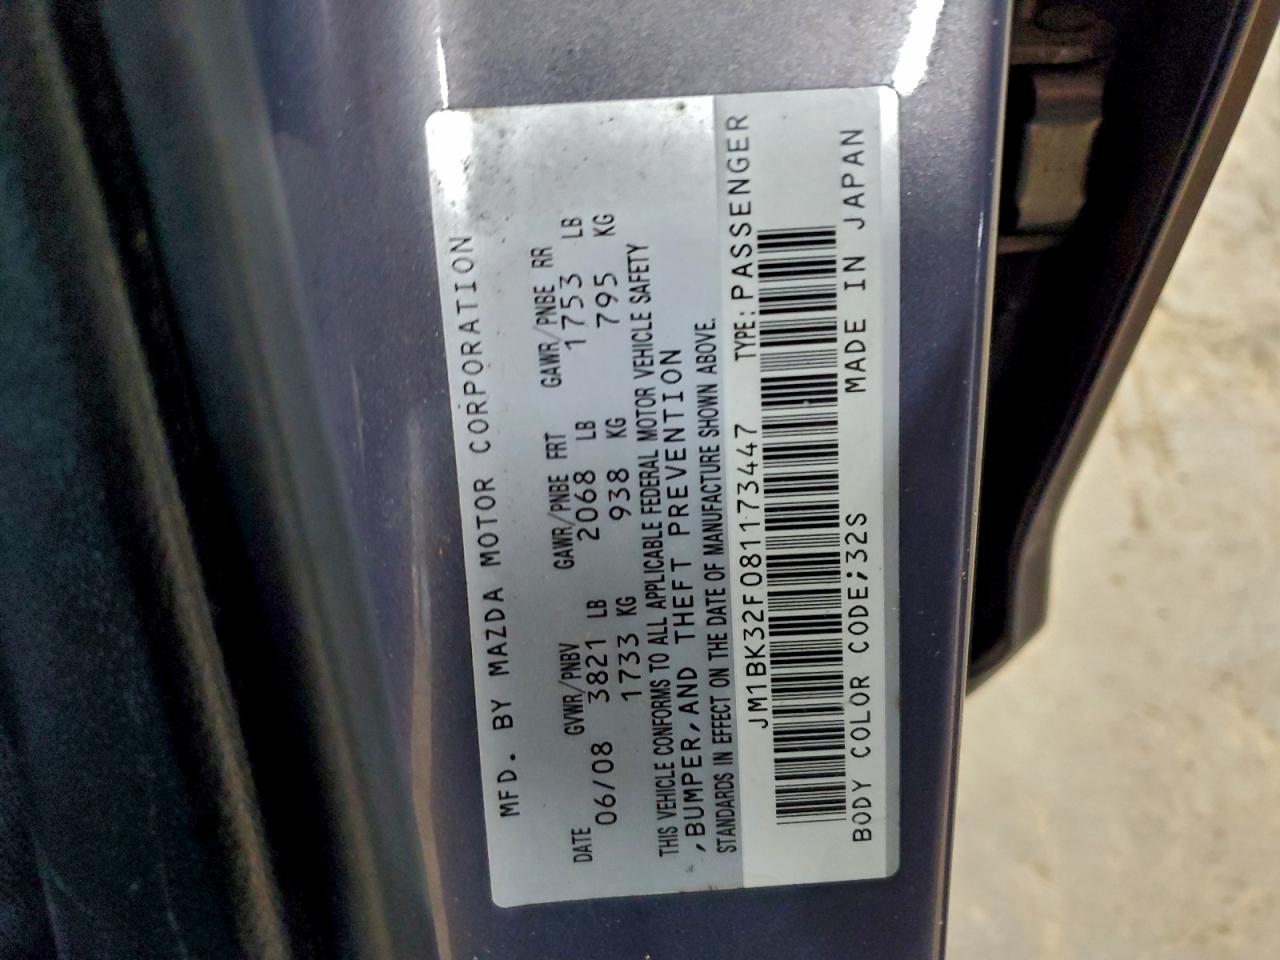 MFD. BY MAZDA MOTOR CORPORATION
DATE GVWR/PNBV GAWR/PNBE FRT GAWR/PNBE RR
06/08 3821 LB 2068 LB 1753 LB
1733 KG 938 KG 795 KG
THIS VEHICLE CONFORMS TO ALL APPLICABLE FEDERAL MOTOR VEHICLE SAFETY
,BUMPER,AND THEFT PREVENTION
STANDARDS IN EFFECT ON THE DATE OF MANUFACTURE SHOWN ABOVE.
JM1BK32F081173447 TYPE:PASSENGER
BODY COLOR CODE;32S MADE IN JAPAN